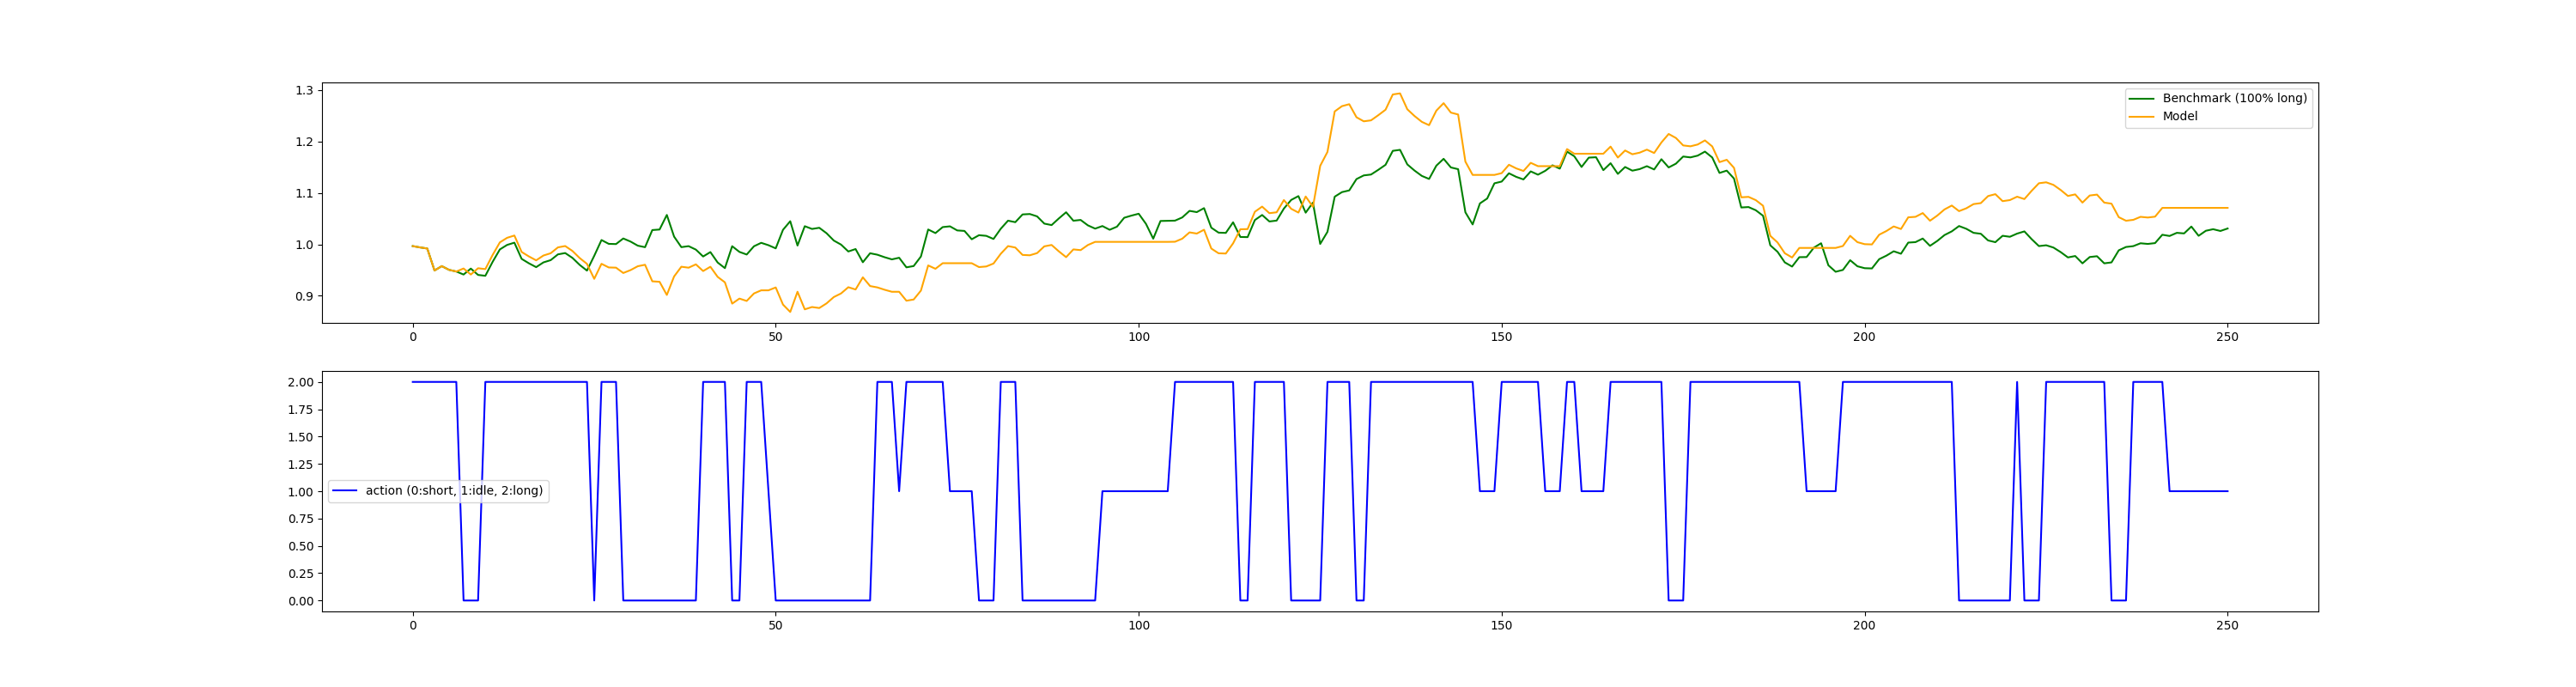 1.3
1.2
1.1
1.0
0.9
Benchmark (100% long)
Model
0 50 100 150 200 250
2.00
1.75
1.50
1.25
1.00
0.75
0.50
0.25
0.00
action (0:short, 1:idle, 2:long)
0 50 100 150 200 250